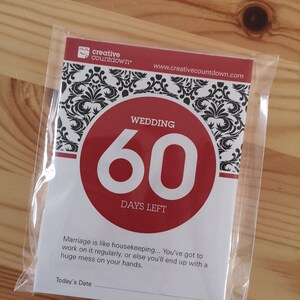 creative
countdown®
www.creativecountdown.com
WEDDING
60
DAYS LEFT
Marriage is like housekeeping... You've got to
work on it regularly, or else you'll end up with a
huge mess on your hands.
Today's Date